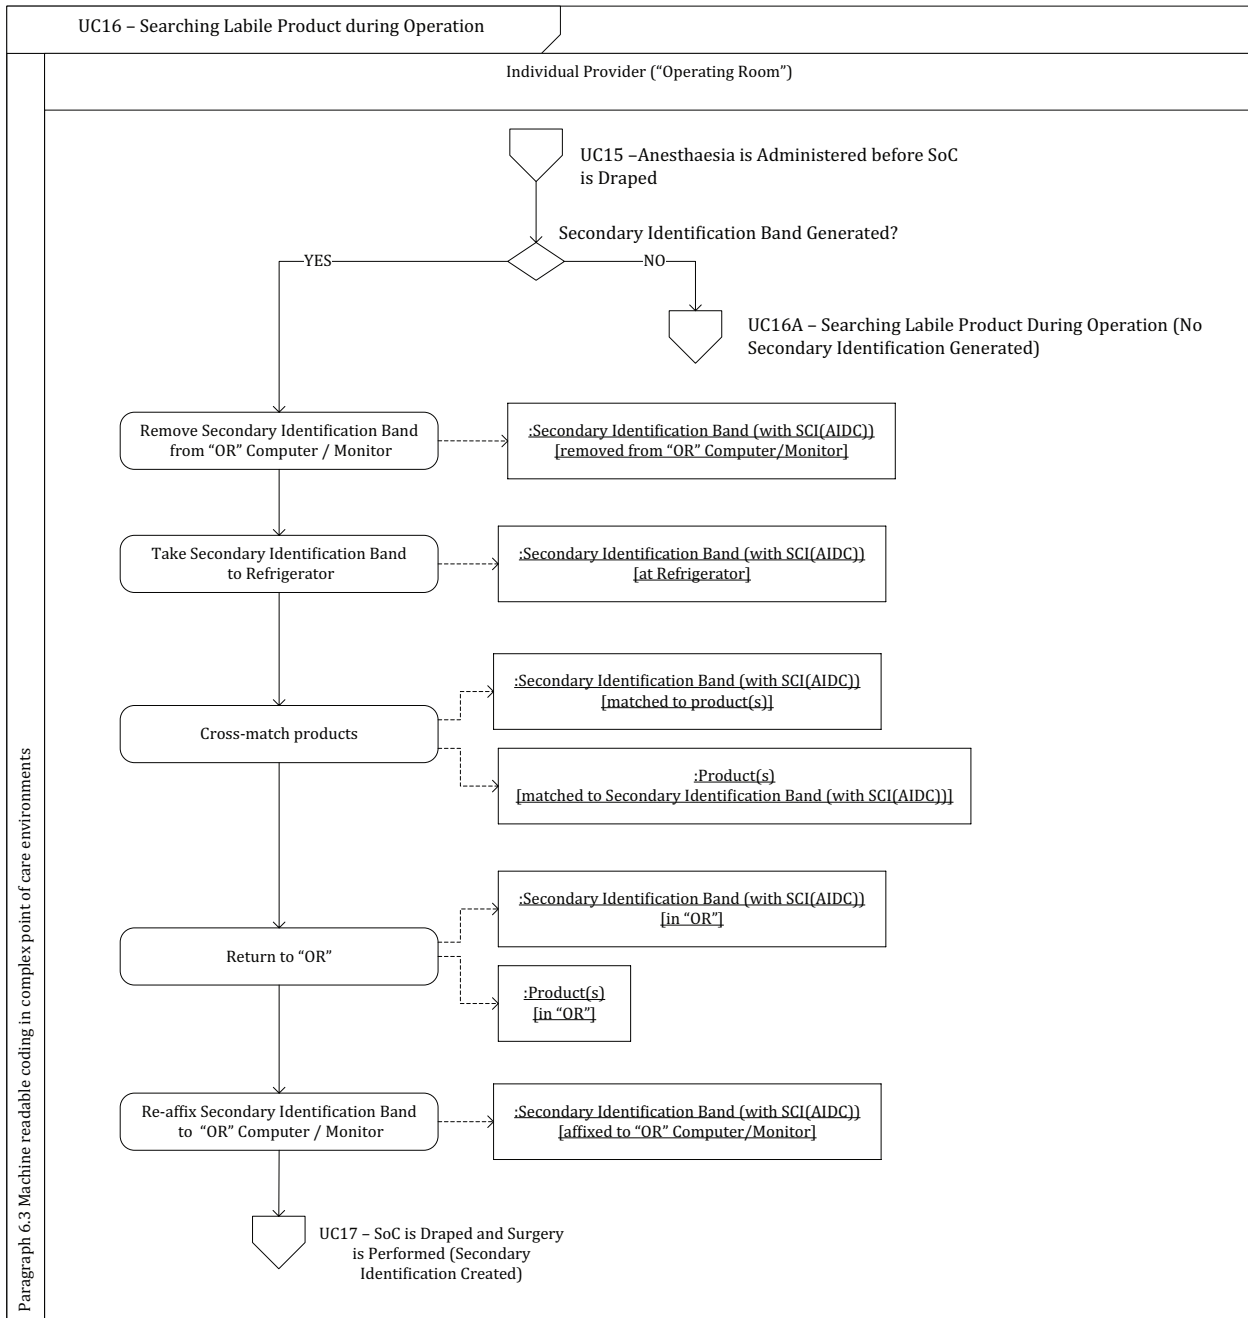 UC16 – Searching Labile Product during Operation
Individual Provider (“Operating Room”)
UC15 –Anesthaesia is Administered before SoC
is Draped
Secondary Identification Band Generated?
YES
NO
UC16A – Searching Labile Product During Operation (No
Secondary Identification Generated)
Remove Secondary Identification Band
from “OR” Computer / Monitor
:Secondary Identification Band (with SCI(AIDC))
[removed from “OR” Computer/Monitor]
Take Secondary Identification Band
to Refrigerator
:Secondary Identification Band (with SCI(AIDC))
[at Refrigerator]
Cross-match products
:Secondary Identification Band (with SCI(AIDC))
[matched to product(s)]
:Product(s)
[matched to Secondary Identification Band (with SCI(AIDC))]
Return to “OR”
:Secondary Identification Band (with SCI(AIDC))
[in “OR”]
:Product(s)
[in “OR”]
Re-affix Secondary Identification Band
to “OR” Computer / Monitor
:Secondary Identification Band (with SCI(AIDC))
[affixed to “OR” Computer/Monitor]
UC17 – SoC is Draped and Surgery
is Performed (Secondary
Identification Created)
Paragraph 6.3 Machine readable coding in complex point of care environments